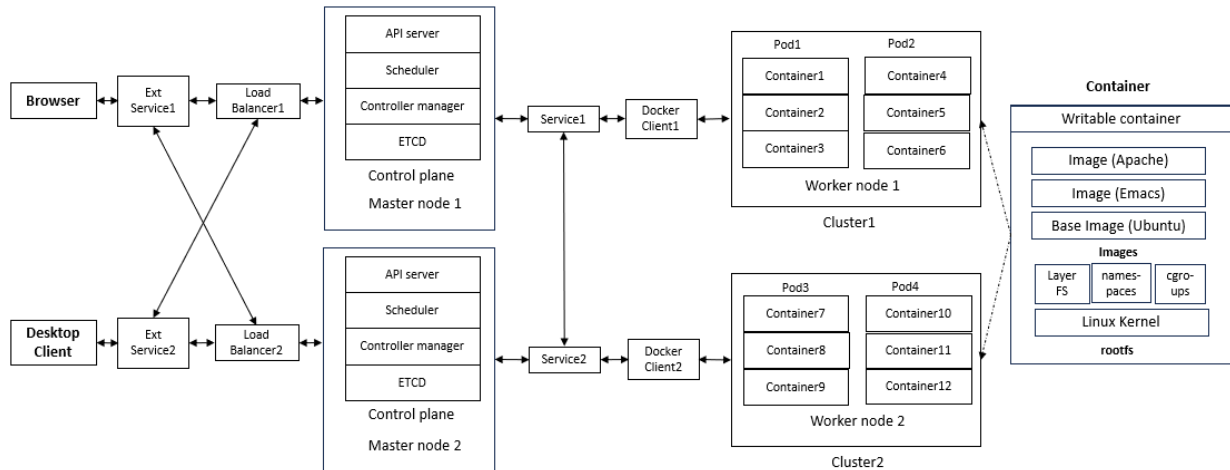 Browser
Ext
Service1
Load
Balancer1
API server
Scheduler
Controller manager
ETCD
Control plane
Master node 1
Service1
Docker
Client1
Pod1
Pod2
Container1
Container4
Container2
Container5
Container3
Container6
Worker node 1
Cluster1
Desktop
Client
Ext
Service2
Load
Balancer2
API server
Scheduler
Controller manager
ETCD
Control plane
Master node 2
Service2
Docker
Client2
Pod3
Pod4
Container7
Container10
Container8
Container11
Container9
Container12
Worker node 2
Cluster2
Container
Writable container
Image (Apache)
Image (Emacs)
Base Image (Ubuntu)
Images
Layer
FS
names-
paces
cgro-
ups
Linux Kernel
rootfs